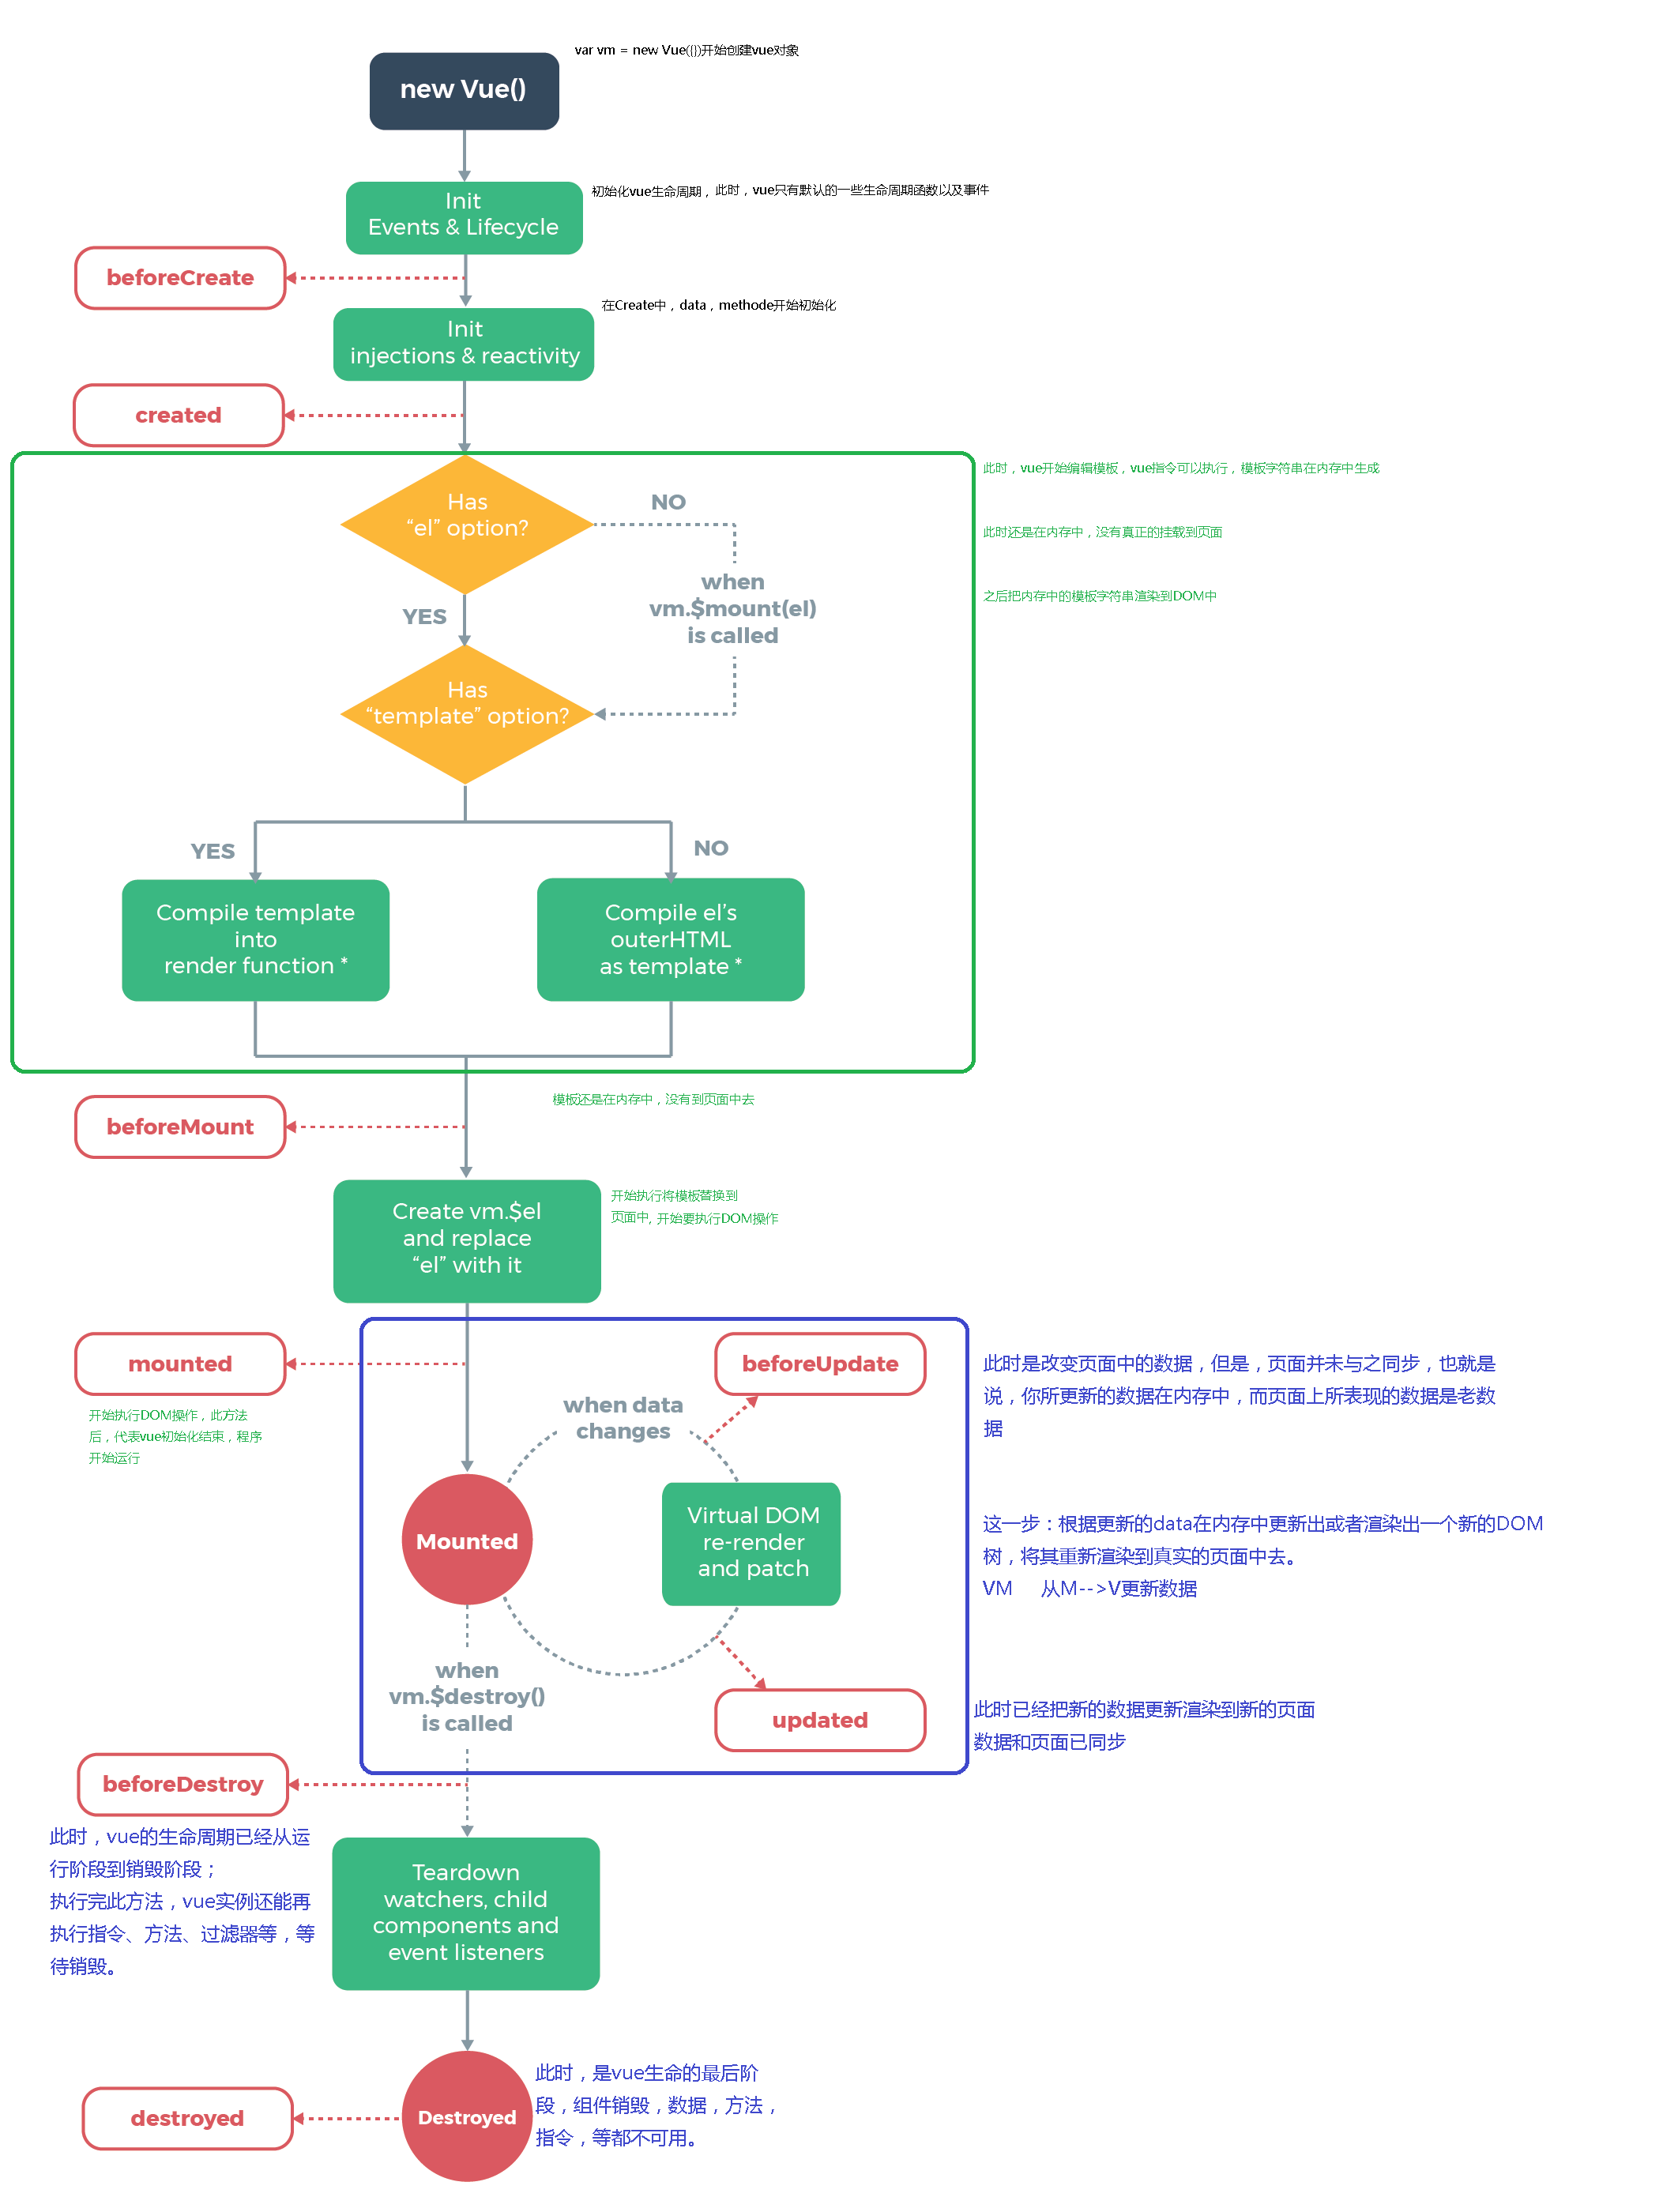 var vm = new Vue({})开始创建vue对象
new Vue()
初始化vue生命周期，此时，vue只有默认的一些生命周期函数以及事件
Init
Events & Lifecycle
beforeCreate
在Create中，data，methode开始初始化
Init
injections & reactivity
created
此时，vue开始编辑模板，vue指令可以执行，模板字符串在内存中生成
Has
“el” option?
NO
此时还是在内存中，没有真正的挂载到页面
when
vm.$mount(el)
is called
之后把内存中的模板字符串渲染到DOM中
YES
Has
“template” option?
YES
NO
Compile template
into
render function *
Compile el’s
outerHTML
as template *
模板还是在内存中，没有到页面中去
beforeMount
开始执行将模板替换到
页面中, 开始要执行DOM操作
Create vm.$el
and replace
“el” with it
mounted
开始执行DOM操作，此方法
后，代表vue初始化结束，程序
开始运行
beforeUpdate
此时是改变页面中的数据，但是，页面并未与之同步，也就是
说，你所更新的数据在内存中，而页面上所表现的数据是老数
据
when data
changes
Mounted
Virtual DOM
re-render
and patch
这一步：根据更新的data在内存中更新出或者渲染出一个新的DOM
树，将其重新渲染到真实的页面中去。
VM 从M-->V更新数据
when
vm.$destroy()
is called
updated
此时已经把新的数据更新渲染到新的页面
数据和页面已同步
beforeDestroy
此时，vue的生命周期已经从运
行阶段到销毁阶段；
执行完此方法，vue实例还能再
执行指令、方法、过滤器等，等
待销毁。
Teardown
watchers, child
components and
event listeners
destroyed
Destroyed
此时，是vue生命的最后阶
段，组件销毁，数据，方法，
指令，等都不可用。